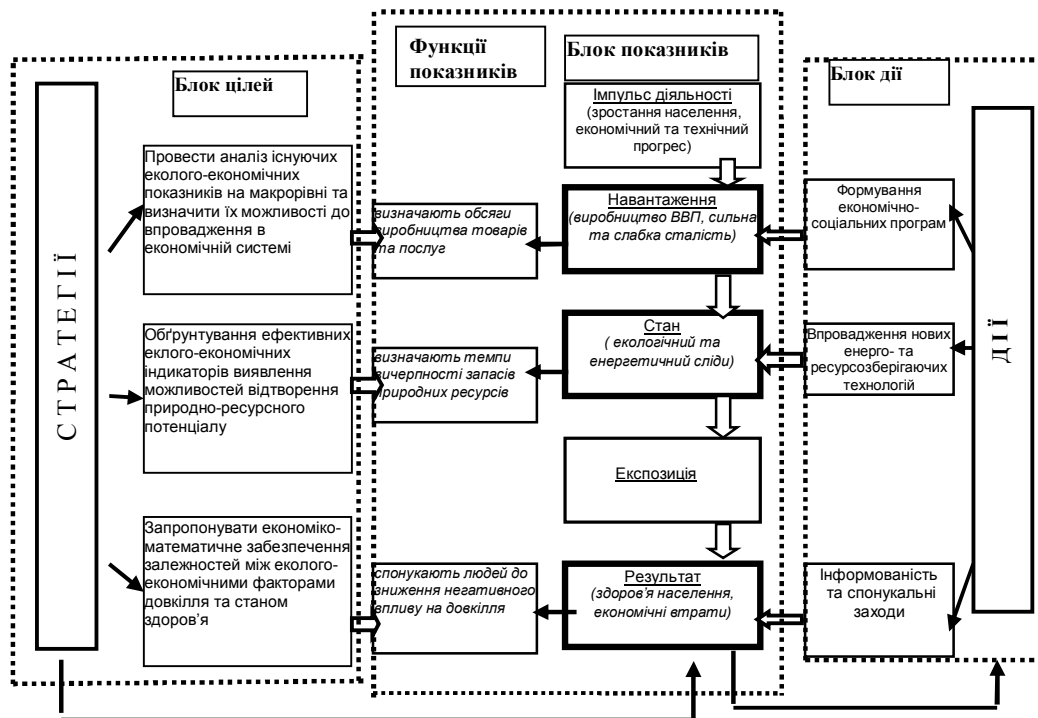 СТРАТЕГІЇ
Блок цілей
Провести аналіз існуючих
еколого-економічних
показників на макрорівні та
визначити їх можливості до
впровадження в
економічній системі
Обґрунтування ефективних
еклого-економічних
індикаторів виявлення
можливостей відтворення
природно-ресурсного
потенціалу
Запропонувати економіко-
математичне забезпечення
залежностей між еколого-
економічними факторами
довкілля та станом
здоров’я
Функції
показників
визначають обсяги
виробництва товарів
та послуг
визначають темпи
вичерпності запасів
природних ресурсів
спонукають людей до
зниження негативного
впливу на довкілля
Блок показників
Імпульс діяльності
(зростання населення,
економічний та технічний
прогрес)
Навантаження
(виробництво ВВП, сильна
та слабка сталість)
Стан
( екологічний та
енергетичний сліди)
Експозиція
Результат
(здоров’я населення,
економічні втрати)
Блок дії
Формування
економічно-
соціальних програм
Впровадження нових
енерго- та
ресурсозберігаючих
технологій
Інформованість
та спонукальні
заходи
ДІЇ